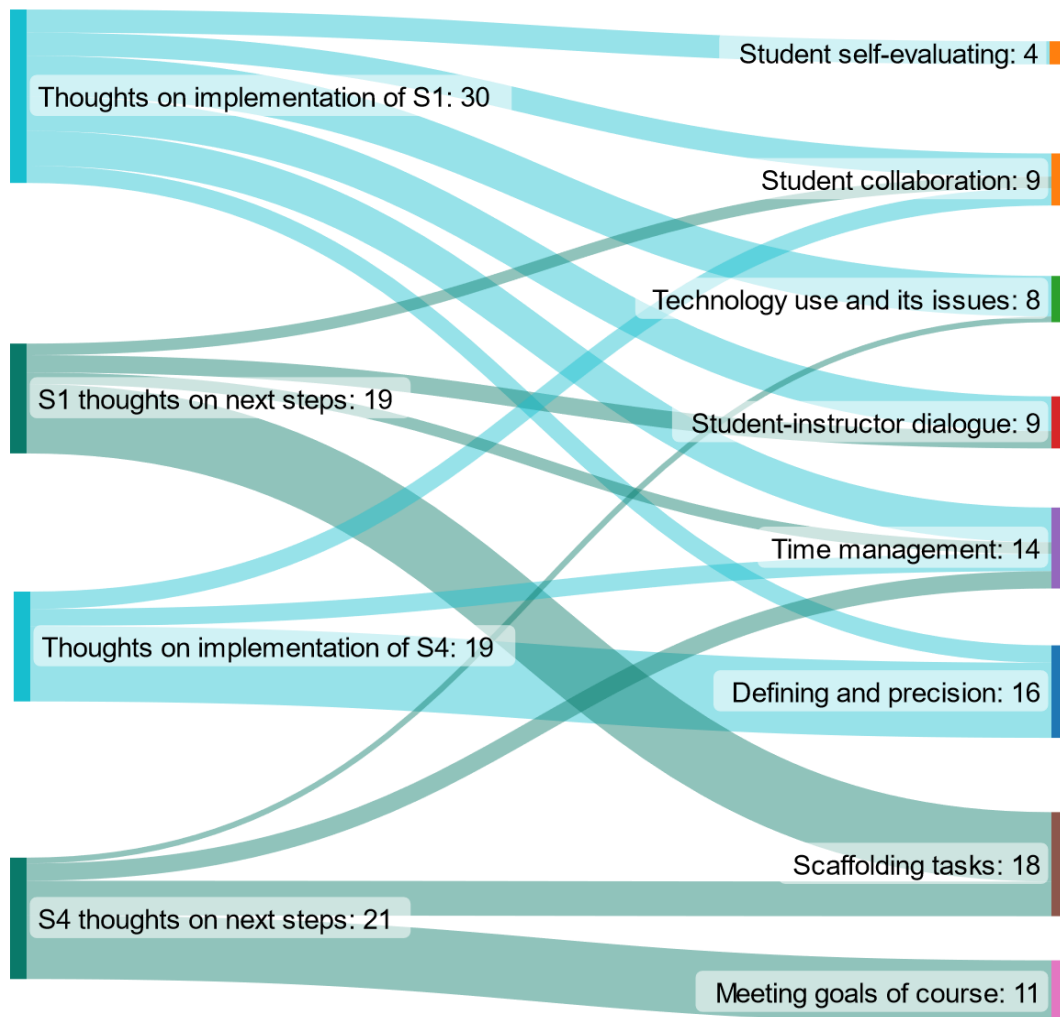 Student self-evaluating: 4
Thoughts on implementation of S1: 30
Student collaboration: 9
Technology use and its issues: 8
S1 thoughts on next steps: 19
Student-instructor dialogue: 9
Time management: 14
Thoughts on implementation of S4: 19
Defining and precision: 16
Scaffolding tasks: 18
S4 thoughts on next steps: 21
Meeting goals of course: 11